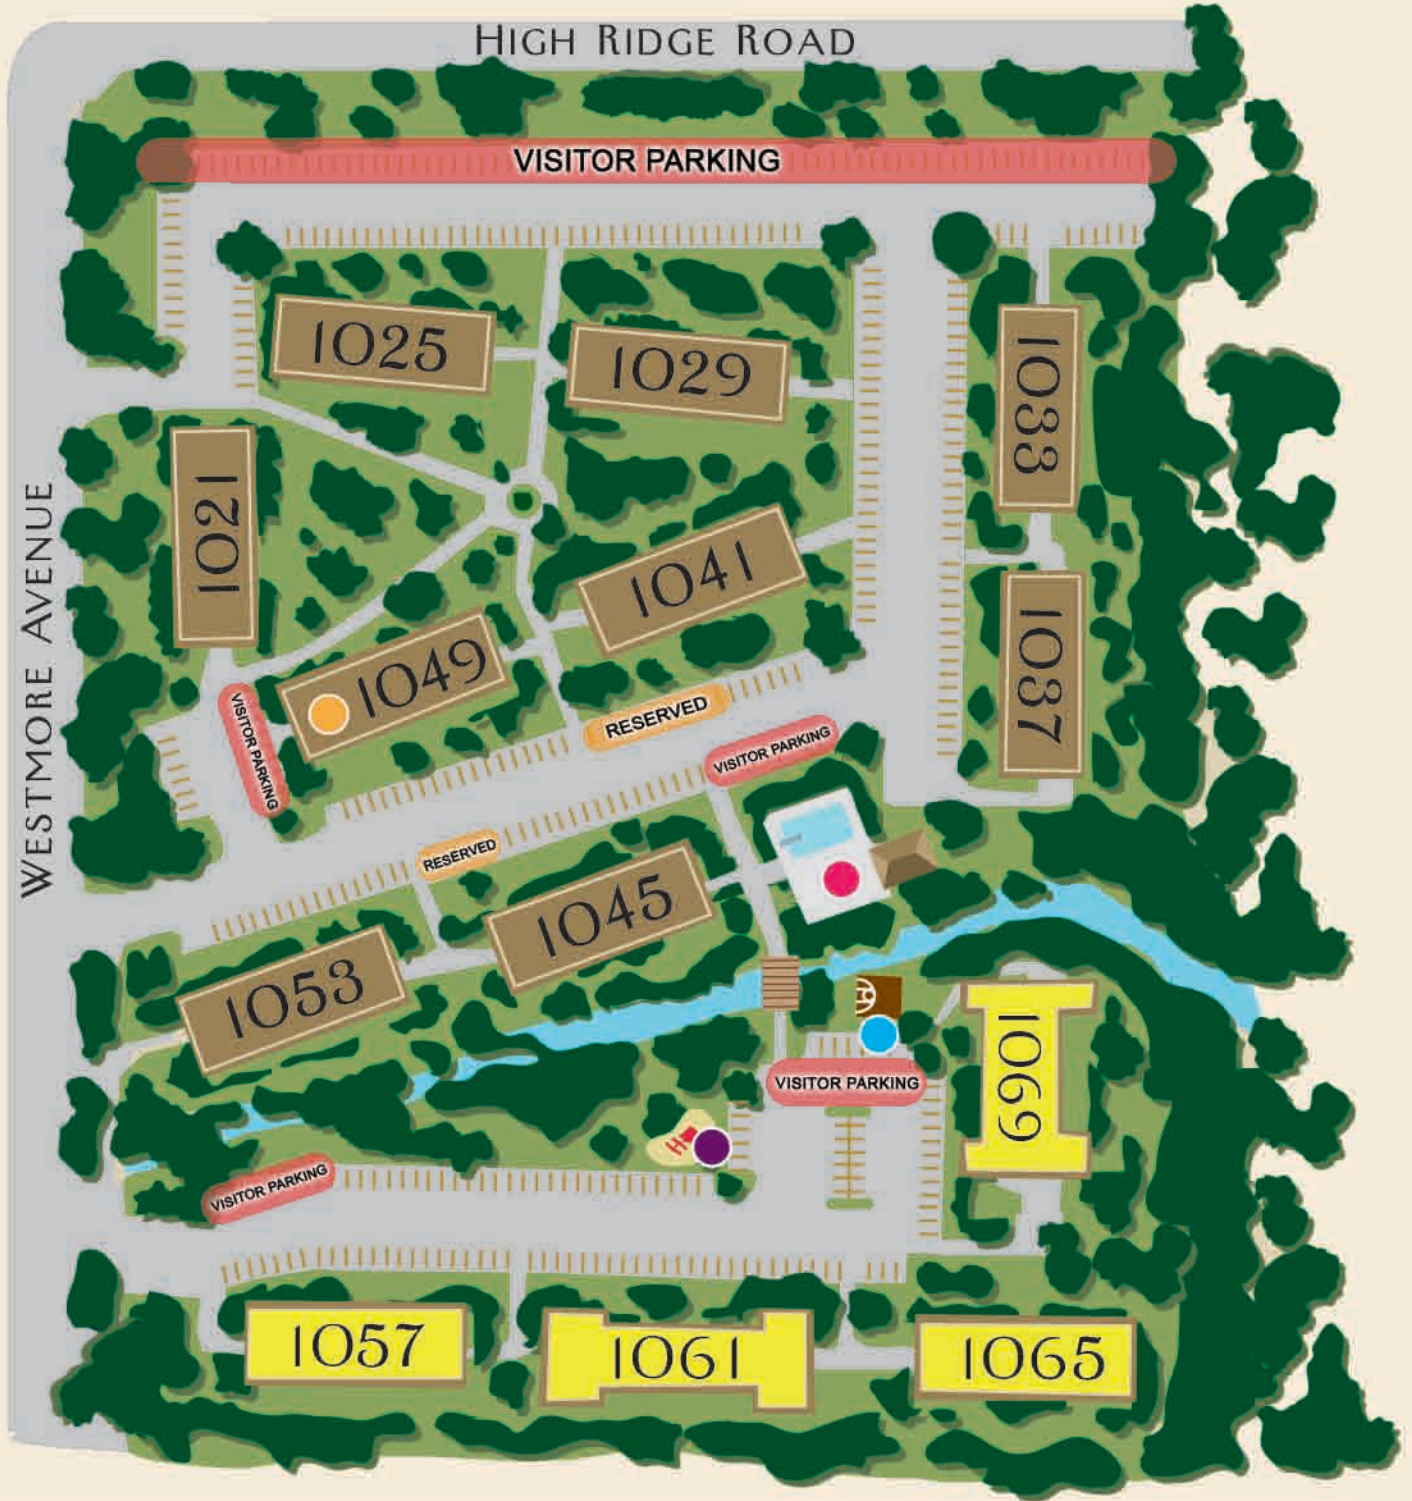 HIGH RIDGE ROAD
VISITOR PARKING
1025
1029
1033
1021
WESTMORE AVENUE
1041
1037
1049
VISITOR PARKING
RESERVED
VISITOR PARKING
RESERVED
1045
1053
1069
VISITOR PARKING
VISITOR PARKING
1057
1061
1065